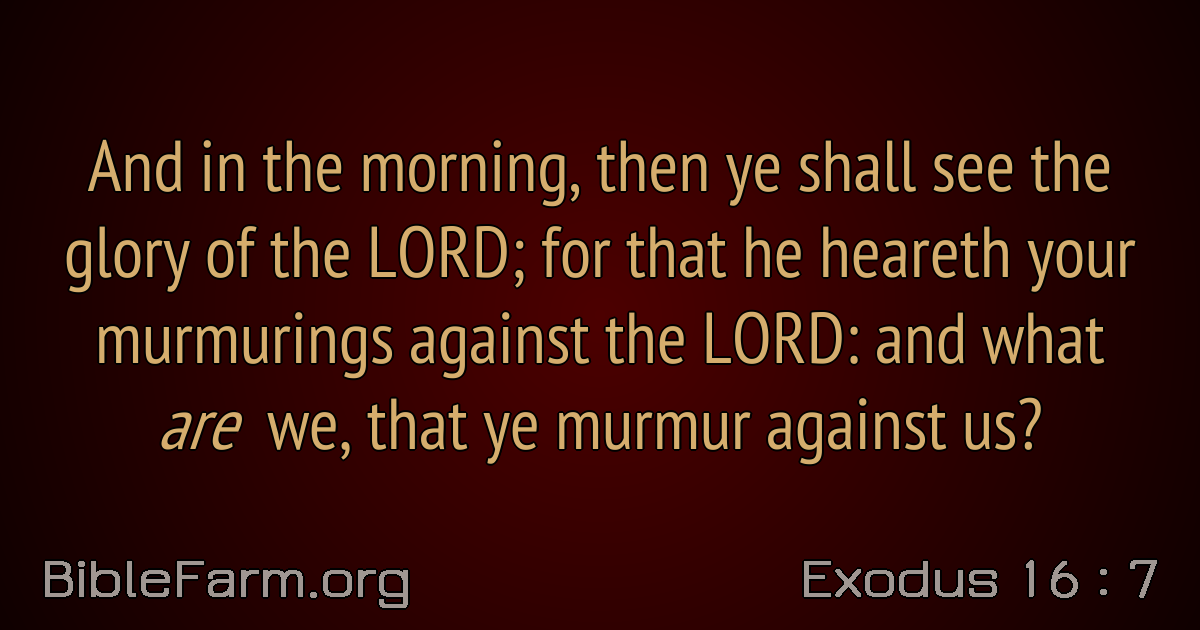 And in the morning, then ye shall see the
glory of the LORD; for that he heareth your
murmurings against the LORD: and what
are we, that ye murmur against us?
BibleFarm.org
Exodus 16 : 7